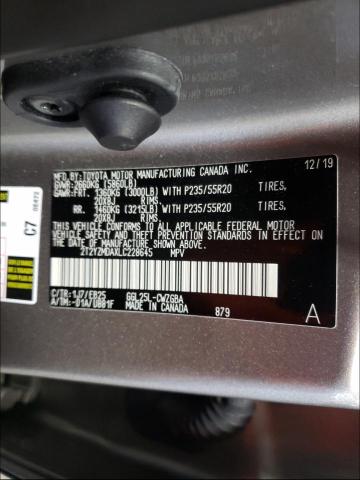 MFD.BY:TOYOTA MOTOR MANUFACTURING CANADA INC. 12/19
GVWR:2660KG (5860LB)
GAWR:FRT. 1360KG (3000LB) WITH P235/55R20 TIRES,
20X8J RIMS.
RR. 1460KG (3215LB) WITH P235/55R20 TIRES,
20X8J RIMS.
THIS VEHICLE CONFORMS TO ALL APPLICABLE FEDERAL MOTOR
VEHICLE SAFETY AND THEFT PREVENTION STANDARDS IN EFFECT
ON THE DATE OF MANUFACTURE SHOWN ABOVE.
2T2YZMDAXLC228645 MPV
C/TR:1J7/EB25 GGL25L-CWZGBA
A/TM:-01A/UBB1F MADE IN CANADA 879 A
C7